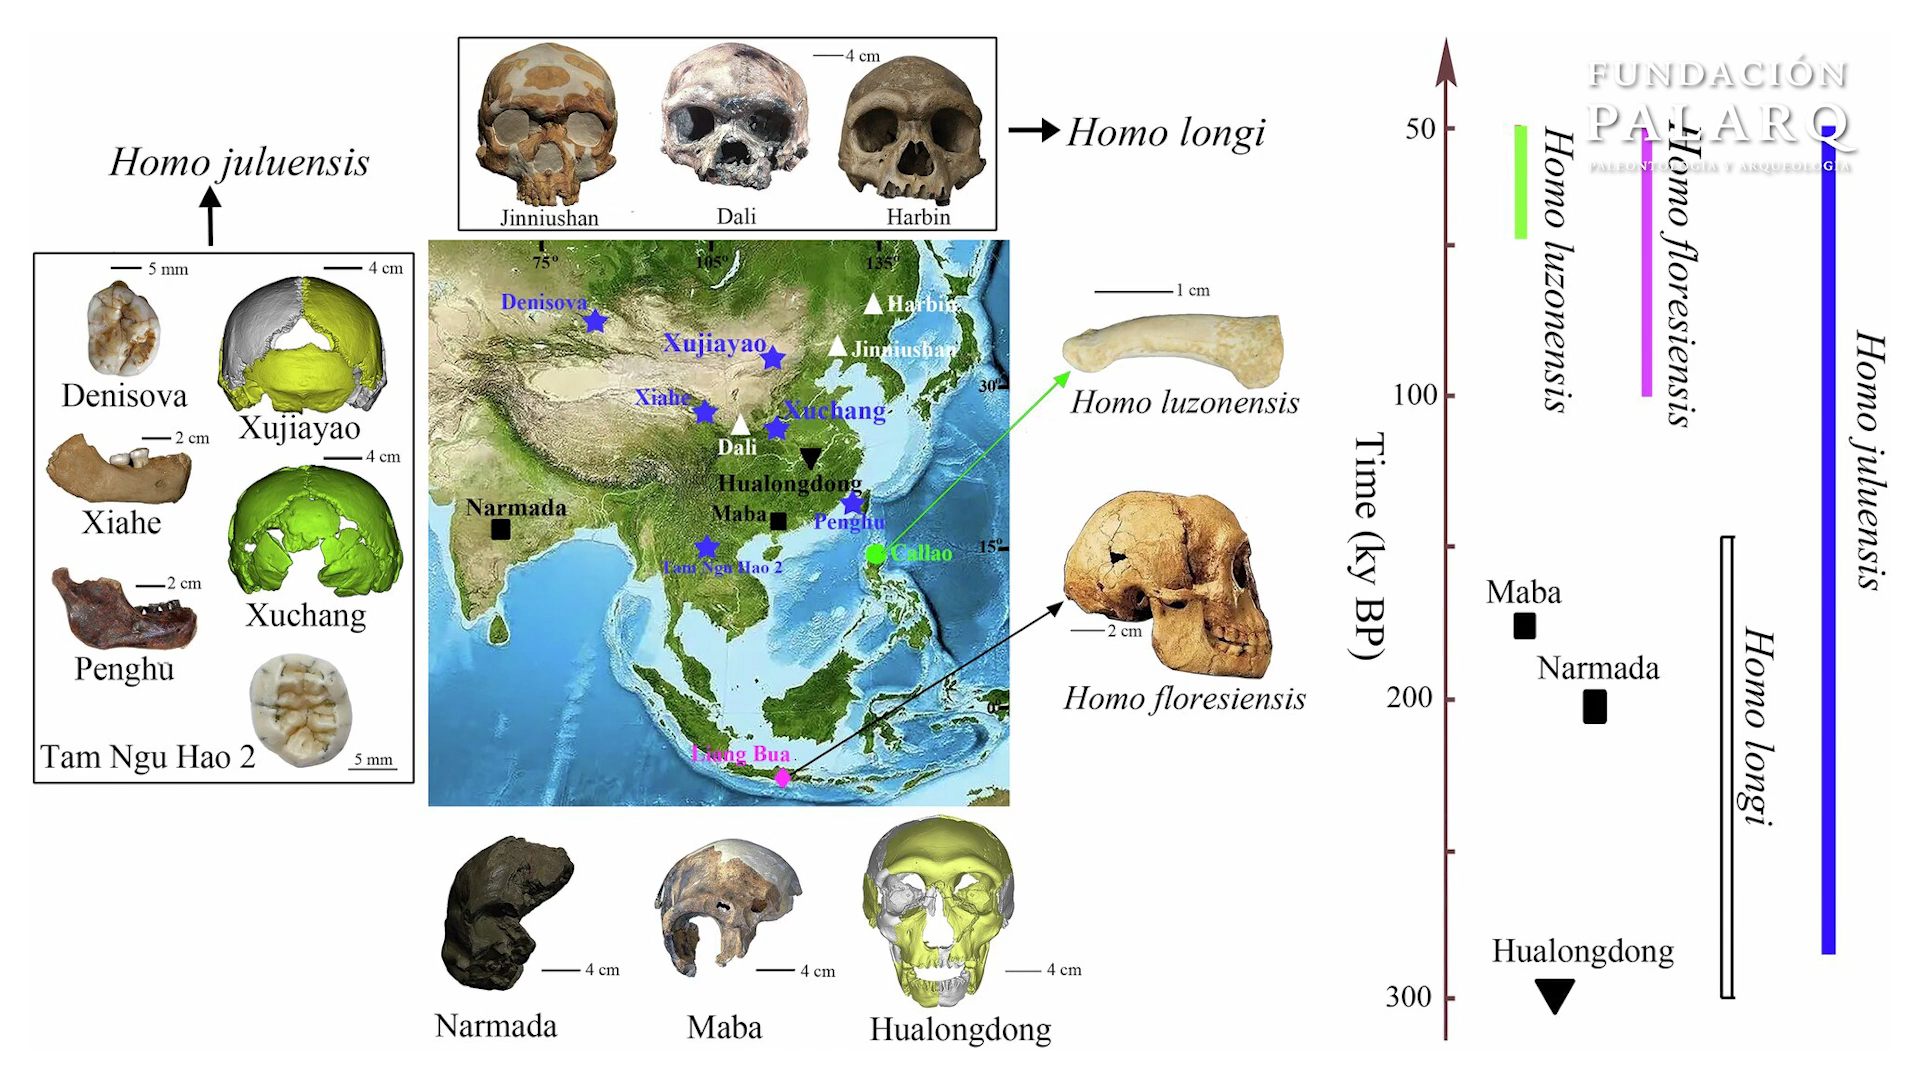 Homo juluensis
5 mm
4 cm
Denisova
Xujiayao
2 cm
4 cm
Xiahe
2 cm
Xuchang
Penghu
Tam Ngu Hao 2
5 mm
4 cm
Jinniushan
Dali
Harbin
Homo longi
75°
105°
135°
Denisova
Harbin
Xujiayao
Jinniushan
30°
Xiahe
Xuchang
Dali
Hualongdong
Narmada
Maba
Penghu
15°
Callao
Tam Ngu Hao 2
0°
Liang Bua
1 cm
Homo luzonensis
2 cm
Homo floresiensis
4 cm
4 cm
4 cm
Narmada
Maba
Hualongdong
Time (ky BP)
50
100
200
300
Homo luzonensis
Homo floresiensis
Homo juluensis
Maba
Narmada
Homo longi
Hualongdong
FUNDACIÓN
PALARQ
PALEONTOLOGÍA Y ARQUEOLOGÍA